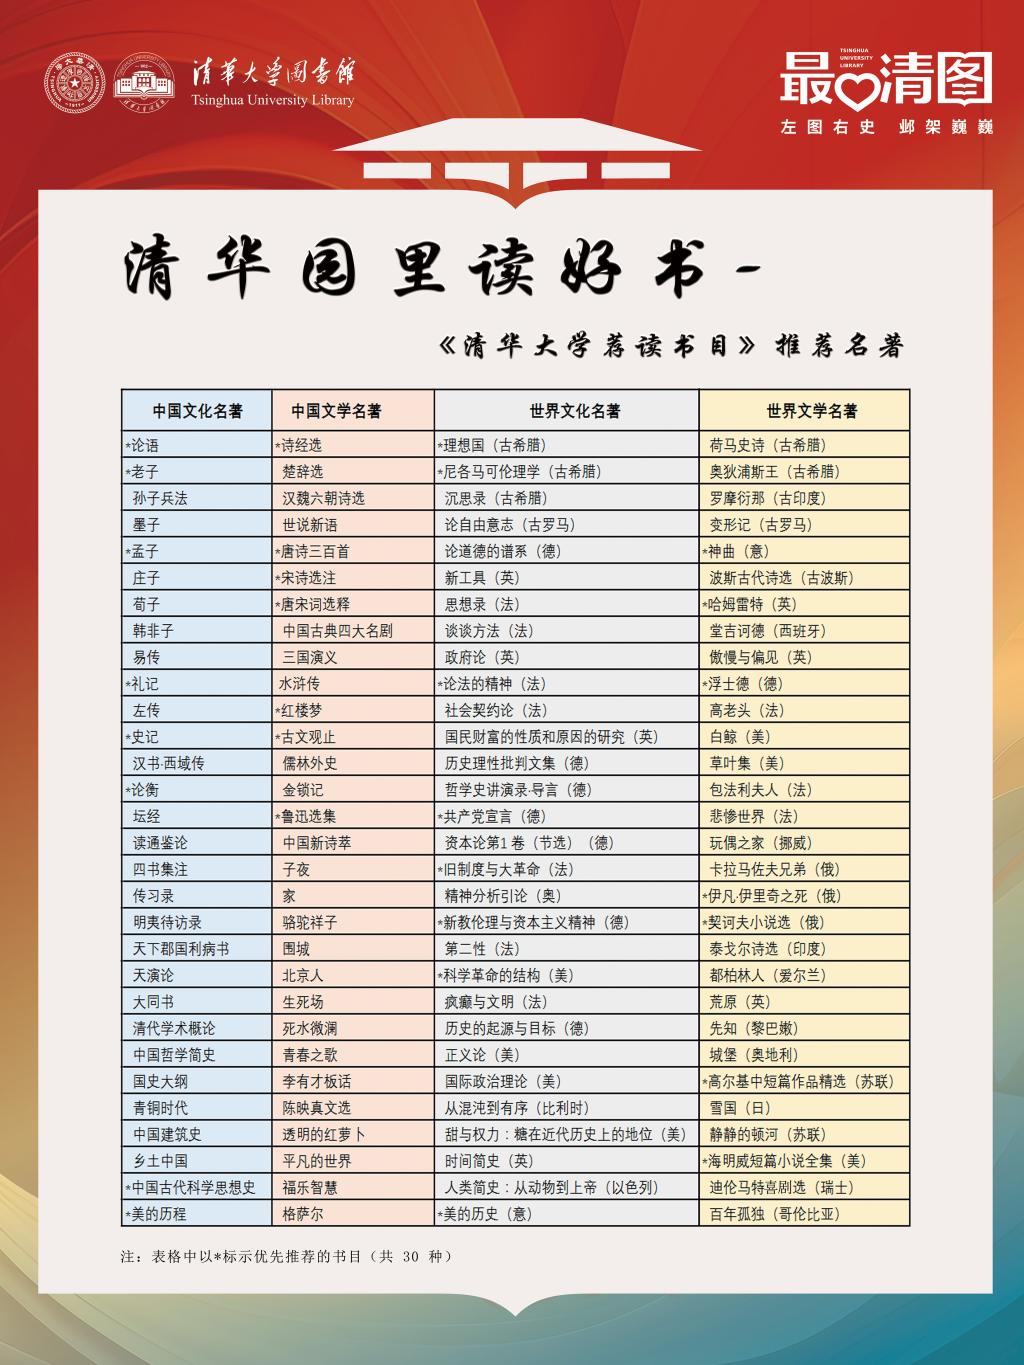 清華大学图書館
Tsinghua University Library
TSINGHUA
UNIVERSITY
LIBRARY
最 清图
左图右史 邺架巍巍
清华园里读好书-
《清华大学荐读书目》推荐名著
中国文化名著 中国文学名著 世界文化名著 世界文学名著
*论语 *诗经选 *理想国（古希腊） 荷马史诗（古希腊）
*老子 楚辞选 *尼各马可伦理学（古希腊） 奥狄浦斯王（古希腊）
孙子兵法 汉魏六朝诗选 沉思录（古希腊） 罗摩衍那（古印度）
墨子 世说新语 论自由意志（古罗马） 变形记（古罗马）
*孟子 *唐诗三百首 论道德的谱系（德） *神曲（意）
庄子 *宋诗选注 新工具（英） 波斯古代诗选（古波斯）
荀子 *唐宋词选释 思想录（法） *哈姆雷特（英）
韩非子 中国古典四大名剧 谈谈方法（法） 堂吉诃德（西班牙）
易传 三国演义 政府论（英） 傲慢与偏见（英）
*礼记 水浒传 *论法的精神（法） *浮士德（德）
左传 *红楼梦 社会契约论（法） 高老头（法）
*史记 *古文观止 国民财富的性质和原因的研究（英） 白鲸（美）
汉书·西域传 儒林外史 历史理性批判文集（德） 草叶集（美）
*论衡 金锁记 哲学史讲演录·导言（德） 包法利夫人（法）
坛经 *鲁迅选集 *共产党宣言（德） 悲惨世界（法）
读通鉴论 中国新诗萃 资本论第1 卷（节选）（德） 玩偶之家（挪威）
四书集注 子夜 *旧制度与大革命（法） 卡拉马佐夫兄弟（俄）
传习录 家 精神分析引论（奥） *伊凡·伊里奇之死（俄）
明夷待访录 骆驼祥子 *新教伦理与资本主义精神（德） *契诃夫小说选（俄）
天下郡国利病书 围城 第二性（法） 泰戈尔诗选（印度）
天演论 北京人 *科学革命的结构（美） 都柏林人（爱尔兰）
大同书 生死场 疯癫与文明（法） 荒原（英）
清代学术概论 死水微澜 历史的起源与目标（德） 先知（黎巴嫩）
中国哲学简史 青春之歌 正义论（美） 城堡（奥地利）
国史大纲 李有才板话 国际政治理论（美） *高尔基中短篇作品精选（苏联）
青铜时代 陈映真文选 从混沌到有序（比利时） 雪国（日）
中国建筑史 透明的红萝卜 甜与权力：糖在近代历史上的地位（美） 静静的顿河（苏联）
乡土中国 平凡的世界 时间简史（英） *海明威短篇小说全集（美）
*中国古代科学思想史 福乐智慧 人类简史：从动物到上帝（以色列） 迪伦马特喜剧选（瑞士）
*美的历程 格萨尔 *美的历史（意） 百年孤独（哥伦比亚）
注：表格中以*标示优先推荐的书目（共 30 种）